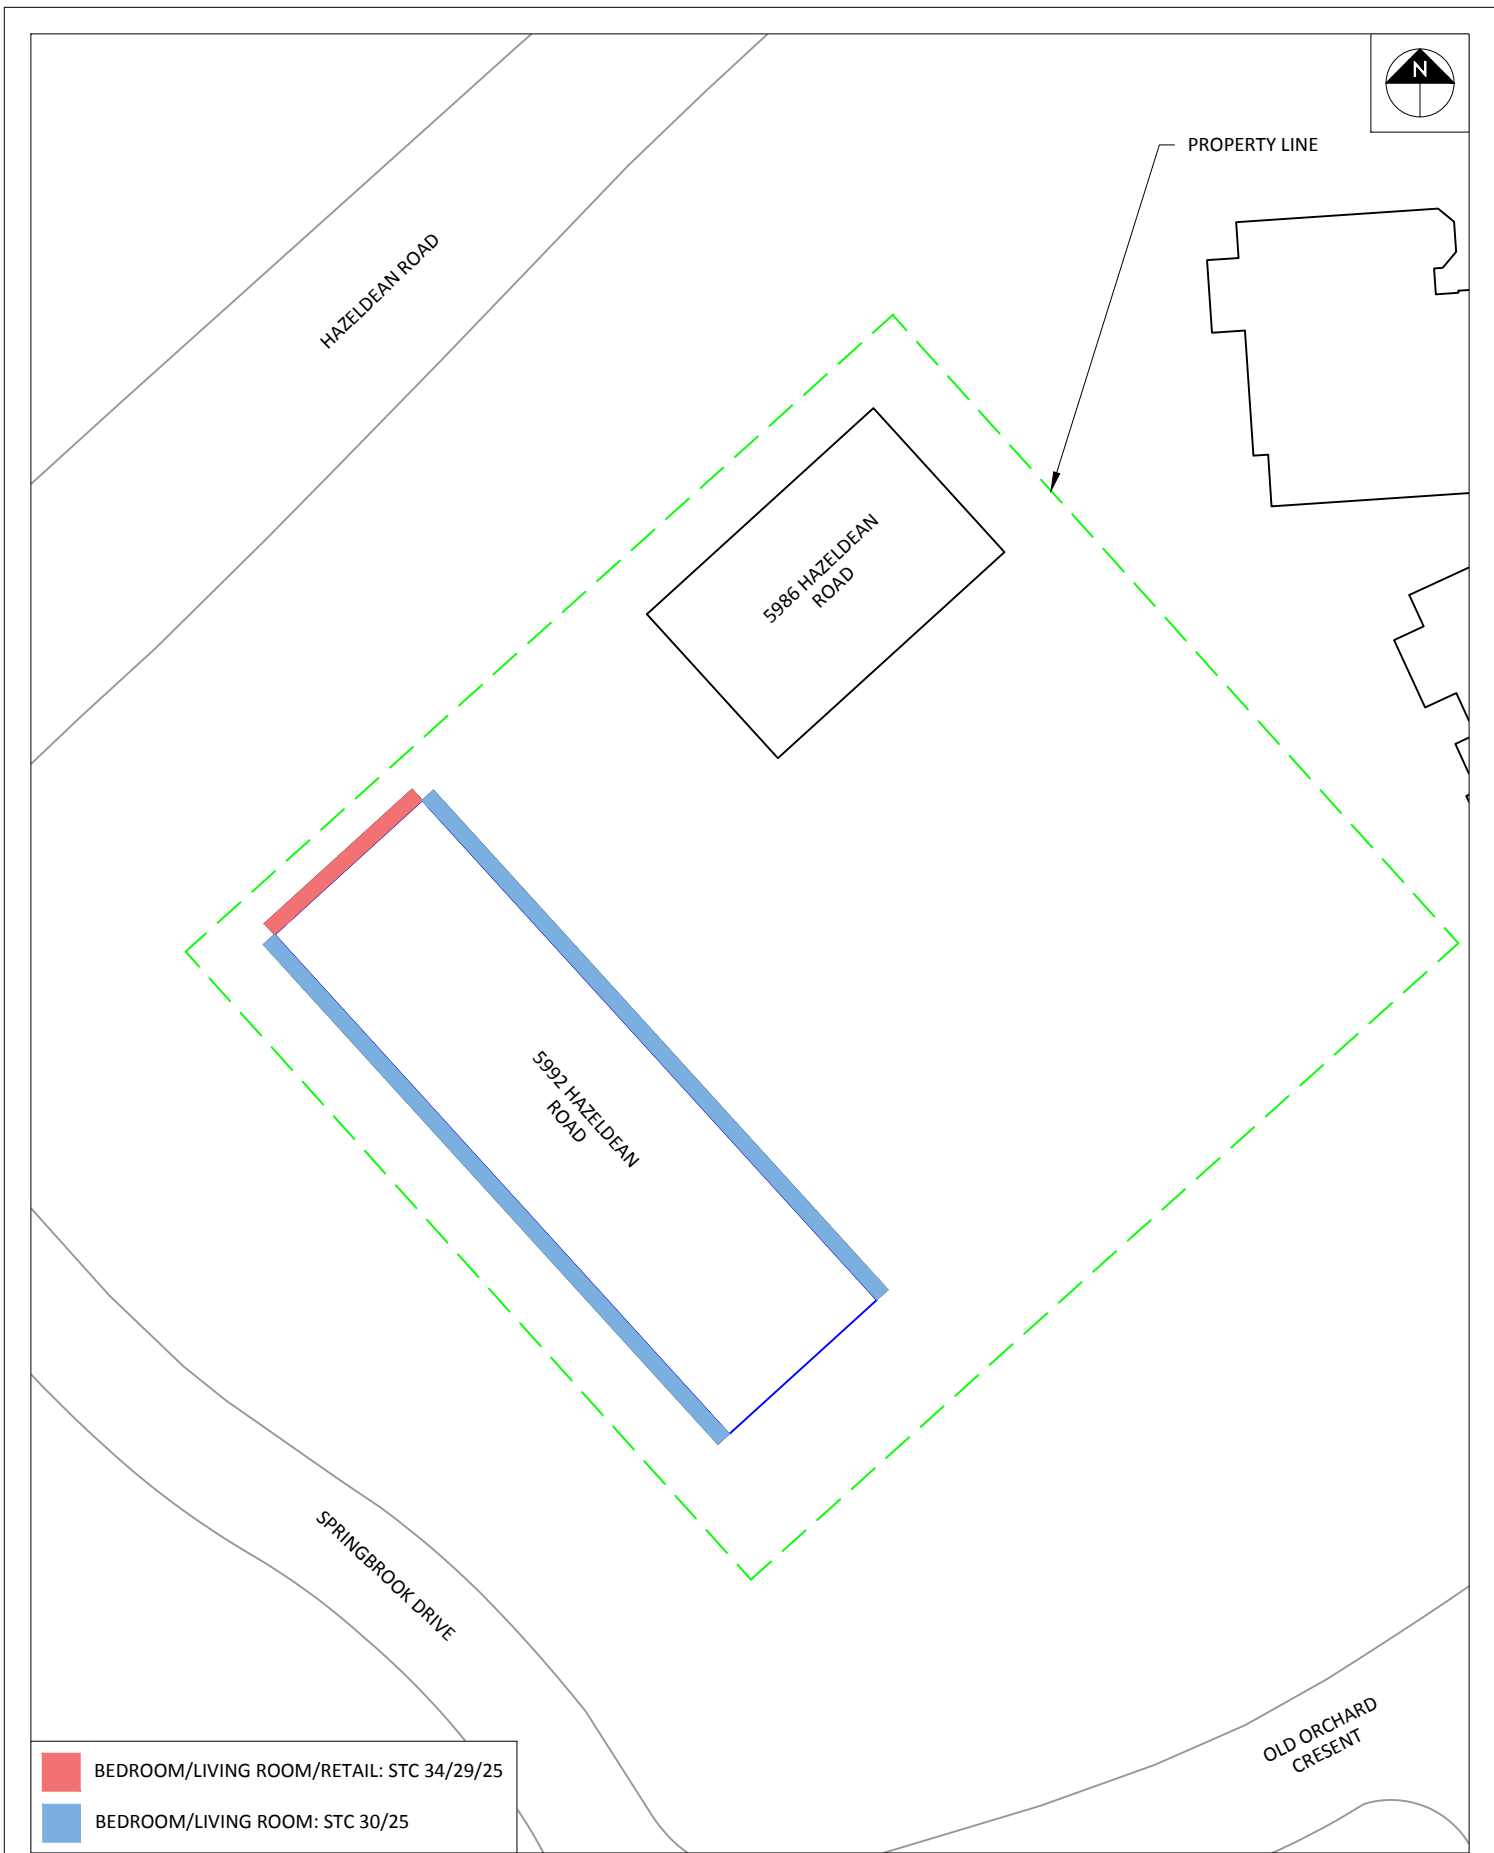 N
PROPERTY LINE
HAZELDEAN ROAD
5986 HAZELDEAN
ROAD
5992 HAZELDEAN
ROAD
SPRINGBROOK DRIVE
OLD ORCHARD
CRESENT
BEDROOM/LIVING ROOM/RETAIL: STC 34/29/25
BEDROOM/LIVING ROOM: STC 30/25